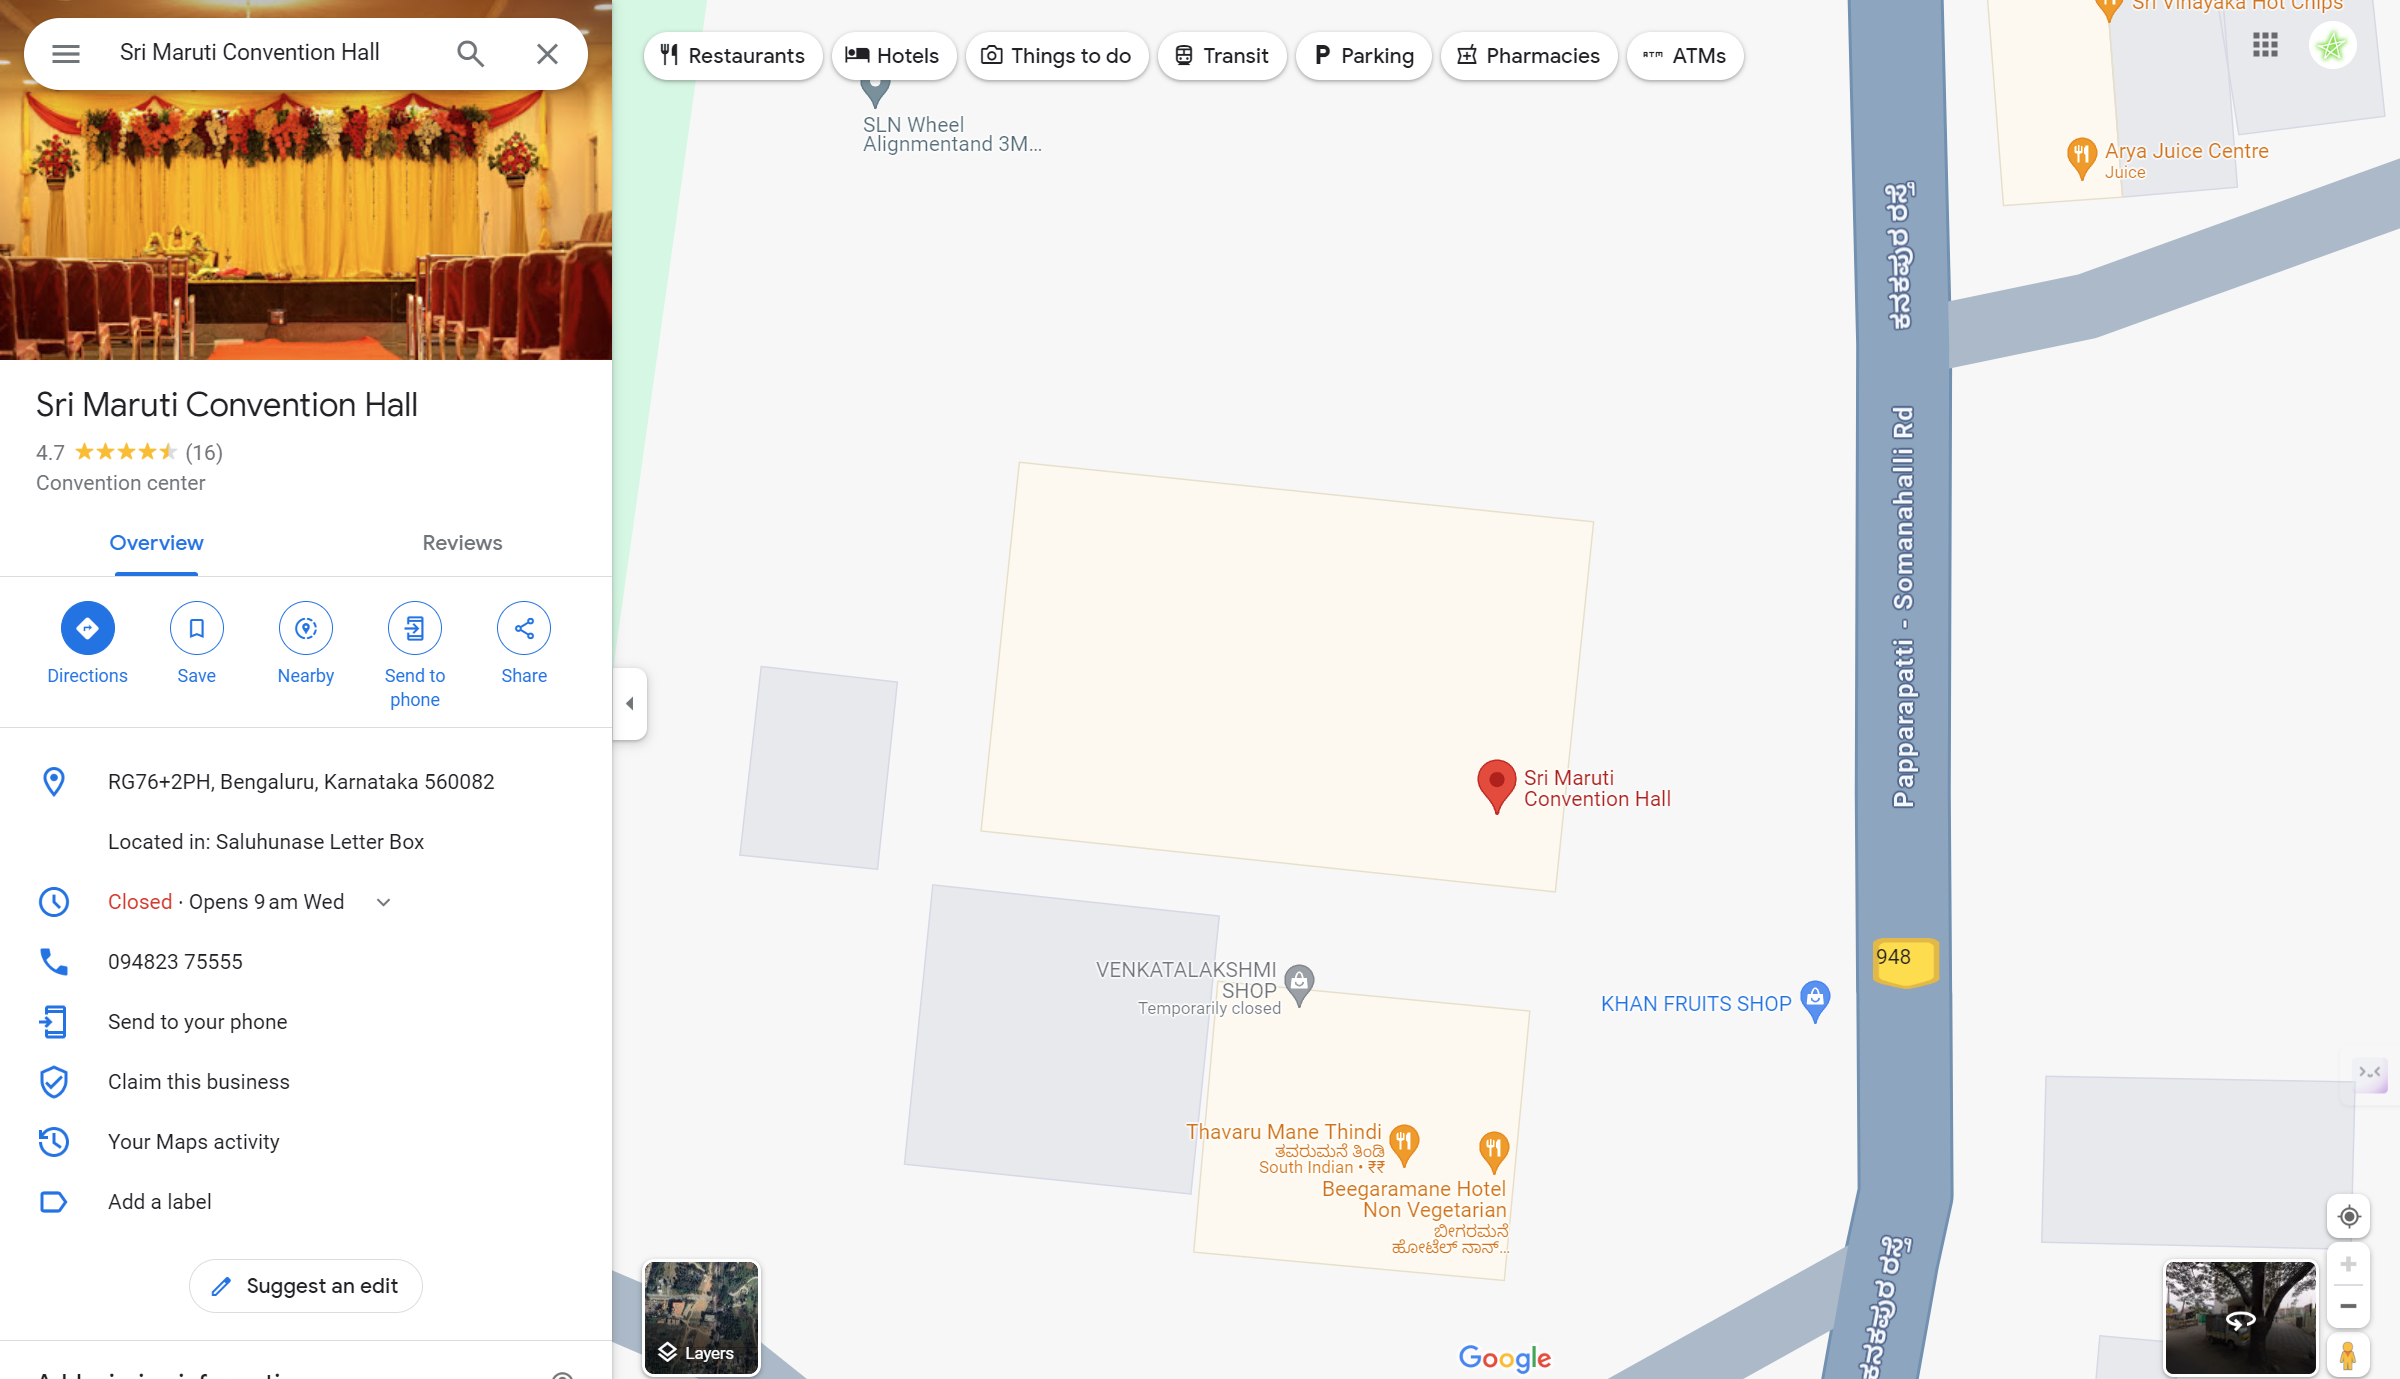 Sri Maruti Convention Hall
Restaurants
Hotels
Things to do
Transit
Parking
Pharmacies
ATMs
Sri Vinayaka Hot Chips
SLN Wheel
Alignmentand 3M...
Arya Juice Centre
Juice
ಕನಕಪುರ ರಸ್ತೆ
Papparapatti - Somanahalli Rd
Sri Maruti Convention Hall
4.7 (16)
Convention center
Overview
Reviews
Directions
Save
Nearby
Send to
phone
Share
RG76+2PH, Bengaluru, Karnataka 560082
Located in: Saluhunase Letter Box
Closed · Opens 9 am Wed
094823 75555
Send to your phone
Claim this business
Your Maps activity
Add a label
Suggest an edit
Sri Maruti
Convention Hall
948
VENKATALAKSHMI
SHOP
Temporarily closed
KHAN FRUITS SHOP
Thavaru Mane Thindi
ತವರುಮನೆ ತಿಂಡಿ
South Indian • ₹₹
Beegaramane Hotel
Non Vegetarian
ಬೀಗರಮನೆ
ಹೋಟೆಲ್ ನಾನ್...
ಕನಕಪುರ ರಸ್ತೆ
Layers
Google